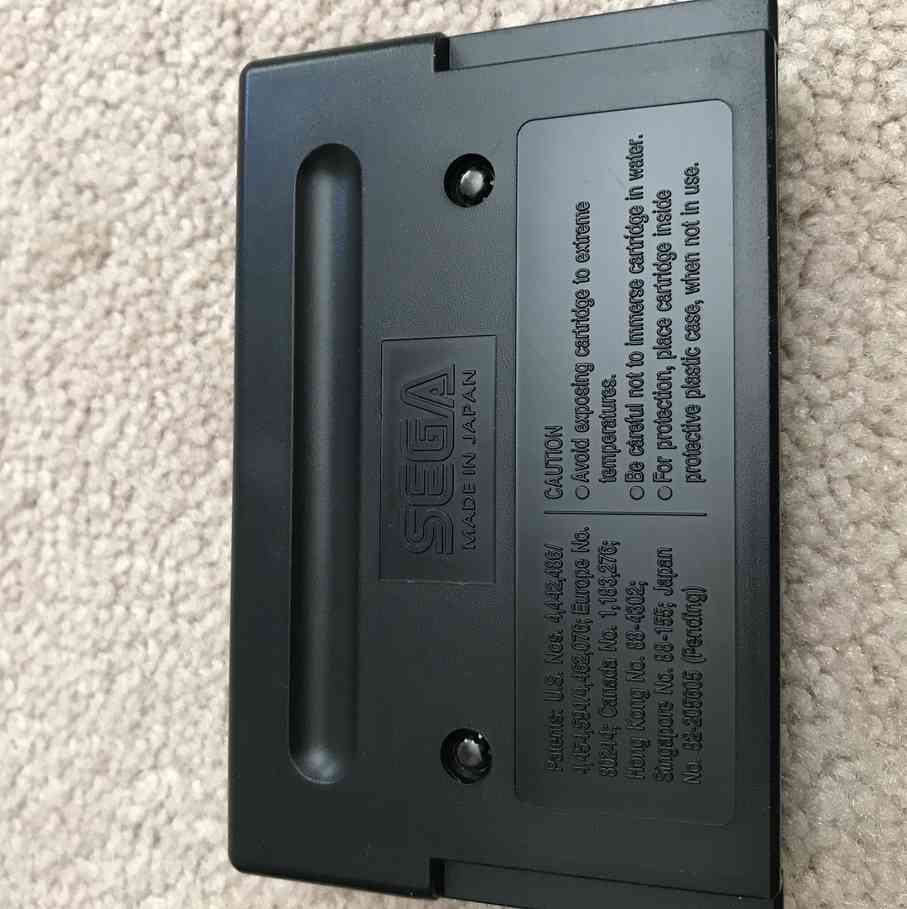 SEGA
MADE IN JAPAN
Patents: U.S. Nos. 4,442,486/
4,454,594/4,462,076; Europe No.
80244; Canada No. 1,183,276;
Hong Kong No. 88-4302;
Singapore No. 88-155; Japan
No. 82-205605 (Pending)
CAUTION
○Avoid exposing cartridge to extreme
temperatures.
○Be careful not to immerse cartridge in water.
○For protection, place cartridge inside
protective plastic case, when not in use.